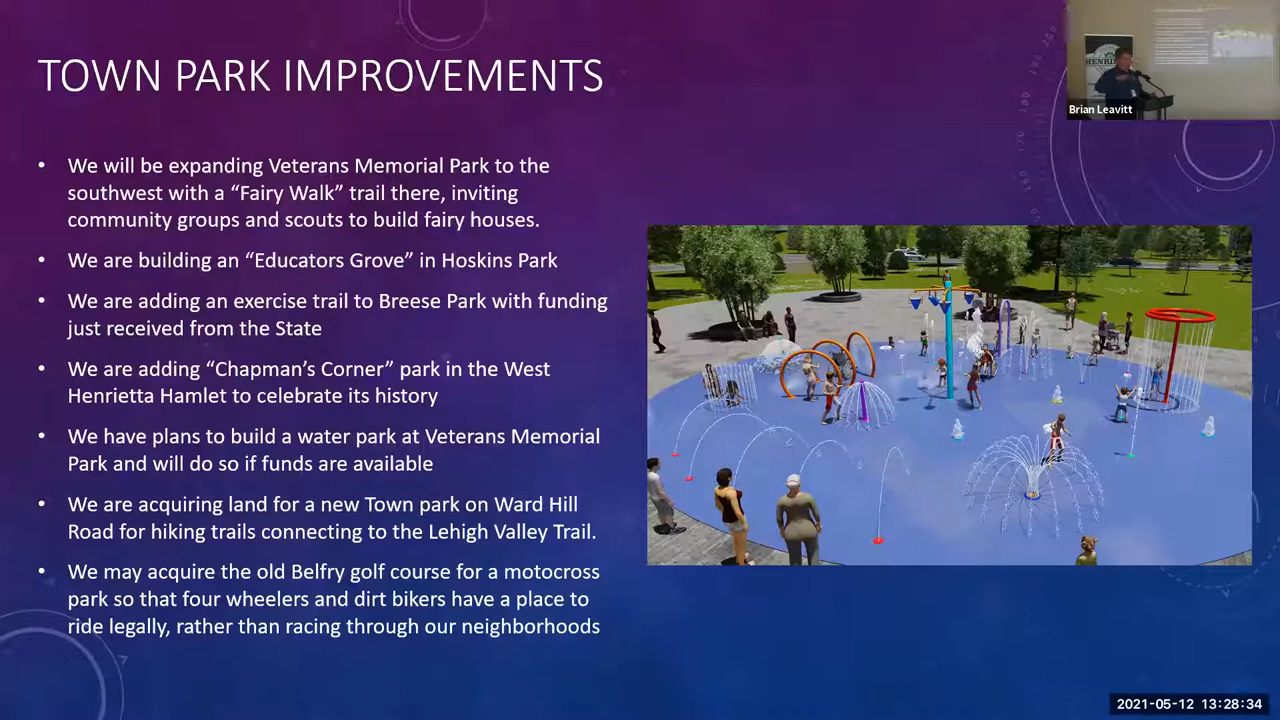 TOWN PARK IMPROVEMENTS
Brian Leavitt
• We will be expanding Veterans Memorial Park to the
southwest with a “Fairy Walk” trail there, inviting
community groups and scouts to build fairy houses.
• We are building an “Educators Grove” in Hoskins Park
• We are adding an exercise trail to Breese Park with funding
just received from the State
• We are adding “Chapman’s Corner” park in the West
Henrietta Hamlet to celebrate its history
• We have plans to build a water park at Veterans Memorial
Park and will do so if funds are available
• We are acquiring land for a new Town park on Ward Hill
Road for hiking trails connecting to the Lehigh Valley Trail.
• We may acquire the old Belfry golf course for a motocross
park so that four wheelers and dirt bikers have a place to
ride legally, rather than racing through our neighborhoods
2021-05-12 13:28:34